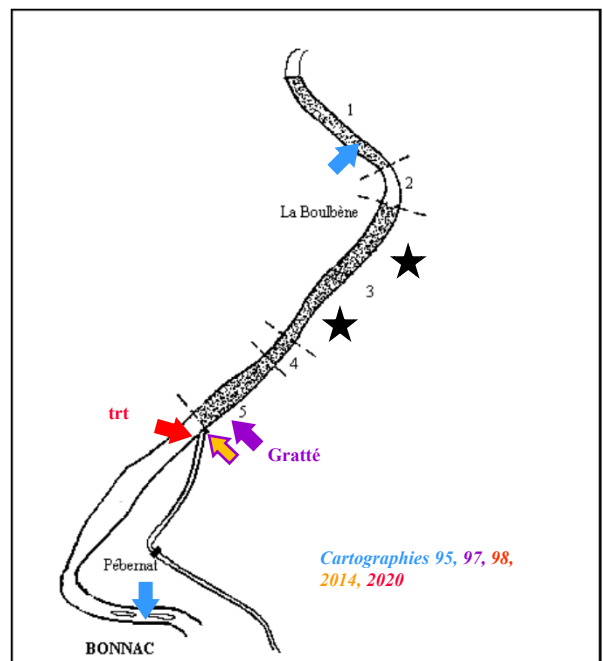 1
2
La Boulbène
3
4
5
trt
Gratté
Cartographies 95, 97, 98,
2014, 2020
Pébernat
BONNAC